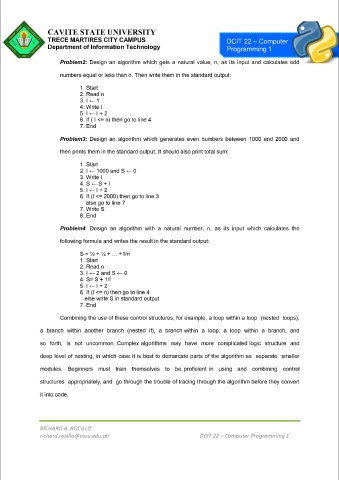 CAVITE STATE UNIVERSITY
TRECE MARTIRES CITY CAMPUS
Department of Information Technology
DCIT 22 – Computer
Programming 1
Problem2: Design an algorithm which gets a natural value, n, as its input and calculates odd
numbers equal or less than n. Then write them in the standard output:
1. Start
2. Read n
3. I ← 1
4. Write I
5. I ← I + 2
6. If ( I <= n) then go to line 4
7. End
Problem3: Design an algorithm which generates even numbers between 1000 and 2000 and
then prints them in the standard output. It should also print total sum:
1. Start
2. I ← 1000 and S ← 0
3. Write I
4. S ← S + I
5. I ← I + 2
6. If (I <= 2000) then go to line 3
else go to line 7
7. Write S
8. End
Problem4: Design an algorithm with a natural number, n, as its input which calculates the
following formula and writes the result in the standard output:
S = ½ + ¼ + … +1/n
1. Start
2. Read n
3. I ← 2 and S ← 0
4. S= S + 1/I
5. I ← I + 2
6. If (I <= n) then go to line 4
else write S in standard output
7. End
Combining the use of these control structures, for example, a loop within a loop (nested loops),
a branch within another branch (nested if), a branch within a loop, a loop within a branch, and
so forth, is not uncommon. Complex algorithms may have more complicated logic structure and
deep level of nesting, in which case it is best to demarcate parts of the algorithm as separate smaller
modules. Beginners must train themselves to be proficient in using and combining control
structures appropriately, and go through the trouble of tracing through the algorithm before they convert
it into code.
RICHARD A. ROCILLO
richard.rocillo@cvsu.edu.ph DCIT 22 – Computer Programming 1